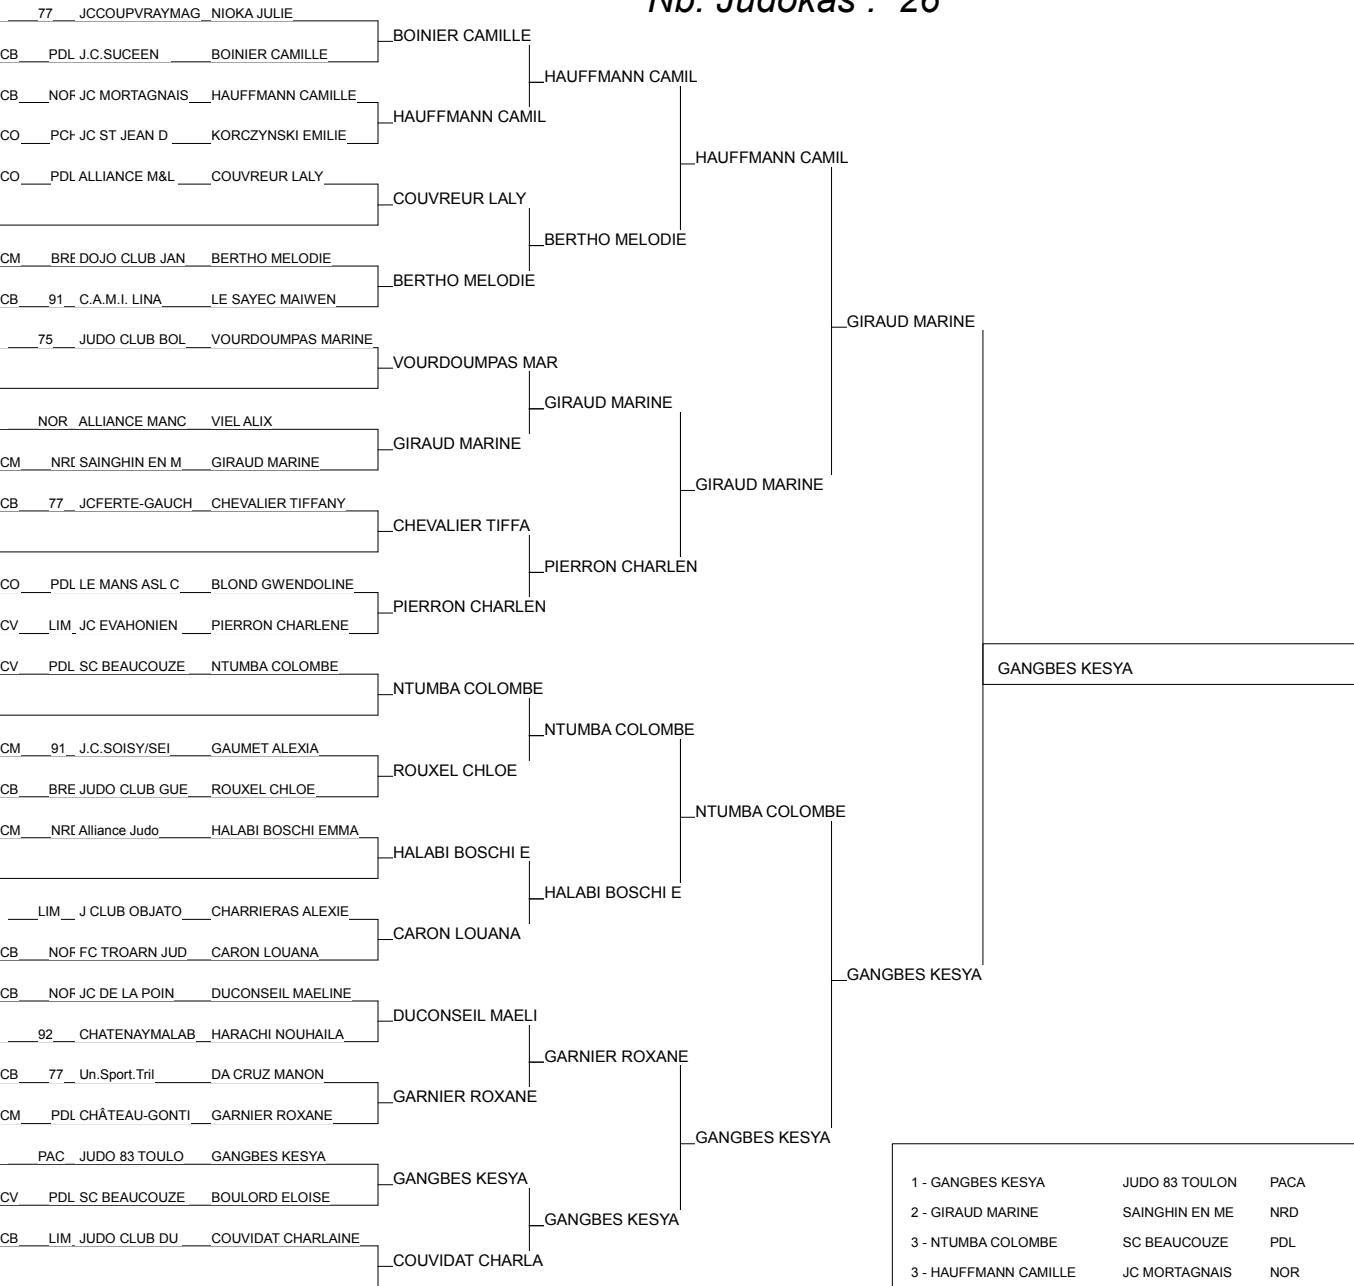 Nb. Judokas : 26
77 JCCOUPVRAYMAG NIOKA JULIE
BOINIER CAMILLE
CB PDL J.C.SUCEEN BOINIER CAMILLE
HAUFFMANN CAMIL
CB NOR JC MORTAGNAIS HAUFFMANN CAMILLE
HAUFFMANN CAMIL
CO PCH JC ST JEAN D KORCZYNSKI EMILIE
HAUFFMANN CAMIL
CO PDL ALLIANCE M&L COUVREUR LALY
COUVREUR LALY
BERTHO MELODIE
CM BRE DOJO CLUB JAN BERTHO MELODIE
BERTHO MELODIE
CB 91 C.A.M.I. LINA LE SAYEC MAIWEN
GIRAUD MARINE
75 JUDO CLUB BOL VOURDOUMPAS MARINE
VOURDOUMPAS MAR
GIRAUD MARINE
NOR ALLIANCE MANC VIEL ALIX
GIRAUD MARINE
CM NRD SAINGHIN EN M GIRAUD MARINE
GIRAUD MARINE
CB 77 JCFERTE-GAUCH CHEVALIER TIFFANY
CHEVALIER TIFFA
PIERRON CHARLEN
CO PDL LE MANS ASL C BLOND GWENDOLINE
PIERRON CHARLEN
CV LIM JC EVAHONIEN PIERRON CHARLENE
CV PDL SC BEAUCOUZE NTUMBA COLOMBE
GANGBES KESYA
NTUMBA COLOMBE
NTUMBA COLOMBE
CM 91 J.C.SOISY/SEI GAUMET ALEXIA
ROUXEL CHLOE
CB BRE JUDO CLUB GUE ROUXEL CHLOE
NTUMBA COLOMBE
CM NRD Alliance Judo HALABI BOSCHI EMMA
HALABI BOSCHI E
HALABI BOSCHI E
LIM J CLUB OBJATO CHARRIERAS ALEXIE
CARON LOUANA
CB NOR FC TROARN JUD CARON LOUANA
GANGBES KESYA
CB NOR JC DE LA POIN DUCONSEIL MAELINE
DUCONSEIL MAELI
92 CHATENAYMALAB HARACHI NOUHAILA
GARNIER ROXANE
CB 77 Un.Sport.Tril DA CRUZ MANON
GARNIER ROXANE
CM PDL CHÂTEAU-GONTI GARNIER ROXANE
GANGBES KESYA
PAC JUDO 83 TOULO GANGBES KESYA
GANGBES KESYA
CV PDL SC BEAUCOUZE BOULORD ELOISE
GANGBES KESYA
CB LIM JUDO CLUB DU COUVIDAT CHARLAINE
COUVIDAT CHARLA
1 - GANGBES KESYA JUDO 83 TOULON PACA
2 - GIRAUD MARINE SAINGHIN EN ME NRD
3 - NTUMBA COLOMBE SC BEAUCOUZE PDL
3 - HAUFFMANN CAMILLE JC MORTAGNAIS NOR